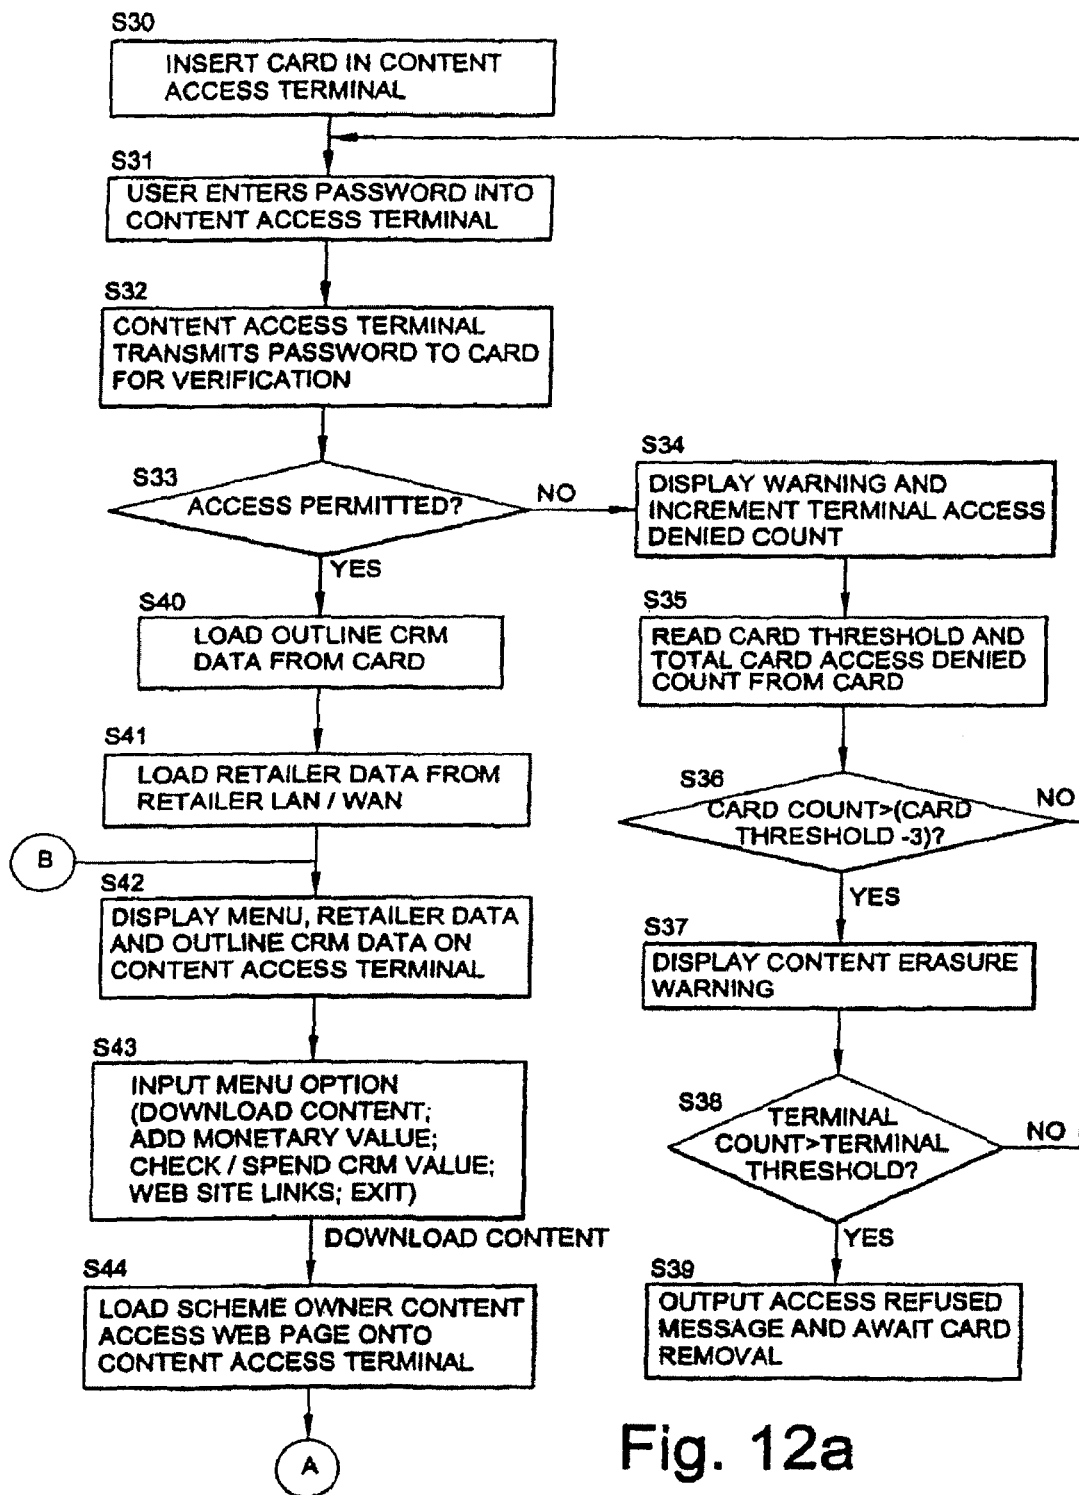 S30
INSERT CARD IN CONTENT
ACCESS TERMINAL
S31
USER ENTERS PASSWORD INTO
CONTENT ACCESS TERMINAL
S32
CONTENT ACCESS TERMINAL
TRANSMITS PASSWORD TO CARD
FOR VERIFICATION
S33
ACCESS PERMITTED?
NO
YES
S34
DISPLAY WARNING AND
INCREMENT TERMINAL ACCESS
DENIED COUNT
S35
READ CARD THRESHOLD AND
TOTAL CARD ACCESS DENIED
COUNT FROM CARD
S36
CARD COUNT>(CARD
THRESHOLD -3)?
NO
YES
S37
DISPLAY CONTENT ERASURE
WARNING
S38
TERMINAL
COUNT>TERMINAL
THRESHOLD?
NO
YES
S39
OUTPUT ACCESS REFUSED
MESSAGE AND AWAIT CARD
REMOVAL
S40
LOAD OUTLINE CRM
DATA FROM CARD
S41
LOAD RETAILER DATA FROM
RETAILER LAN / WAN
B
S42
DISPLAY MENU, RETAILER DATA
AND OUTLINE CRM DATA ON
CONTENT ACCESS TERMINAL
S43
INPUT MENU OPTION
(DOWNLOAD CONTENT;
ADD MONETARY VALUE;
CHECK / SPEND CRM VALUE;
WEB SITE LINKS; EXIT)
DOWNLOAD CONTENT
S44
LOAD SCHEME OWNER CONTENT
ACCESS WEB PAGE ONTO
CONTENT ACCESS TERMINAL
A
Fig. 12a